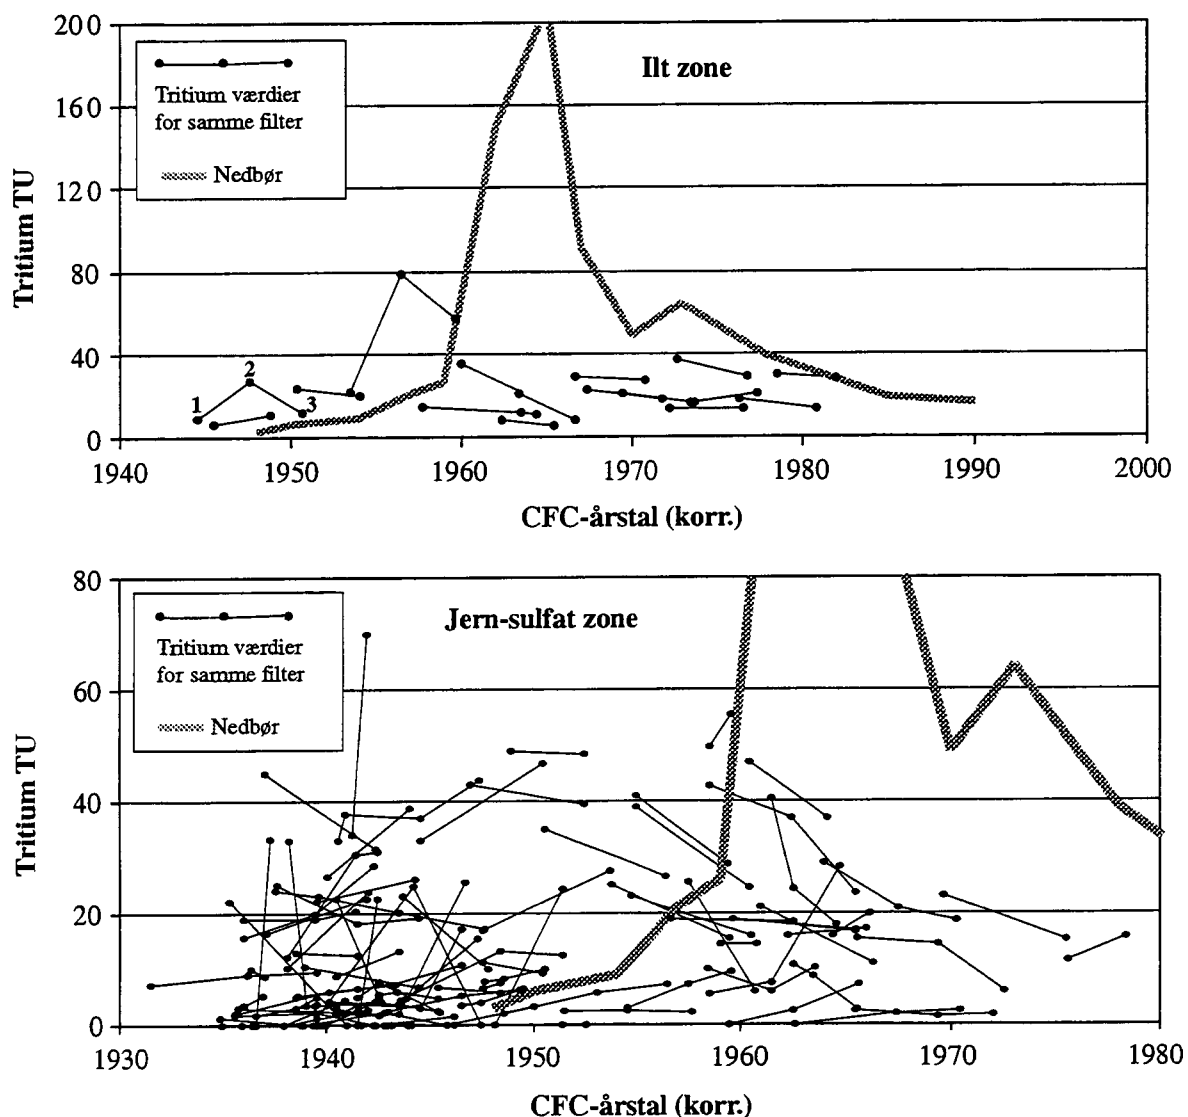 200
160
120
80
40
0
Tritium TU
Tritium værdier
for samme filter
Nedbør
Ilt zone
1
2
3
1940
1950
1960
1970
1980
1990
2000
CFC-årstal (korr.)
80
60
40
20
0
Tritium TU
Tritium værdier
for samme filter
Nedbør
Jern-sulfat zone
1930
1940
1950
1960
1970
1980
CFC-årstal (korr.)